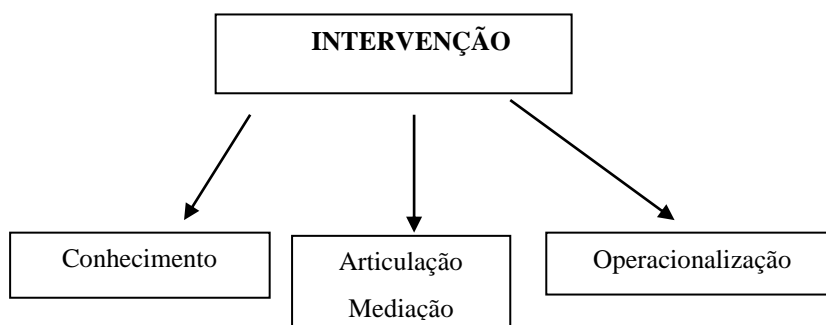 INTERVENÇÃO
Conhecimento
Articulação
Mediação
Operacionalização